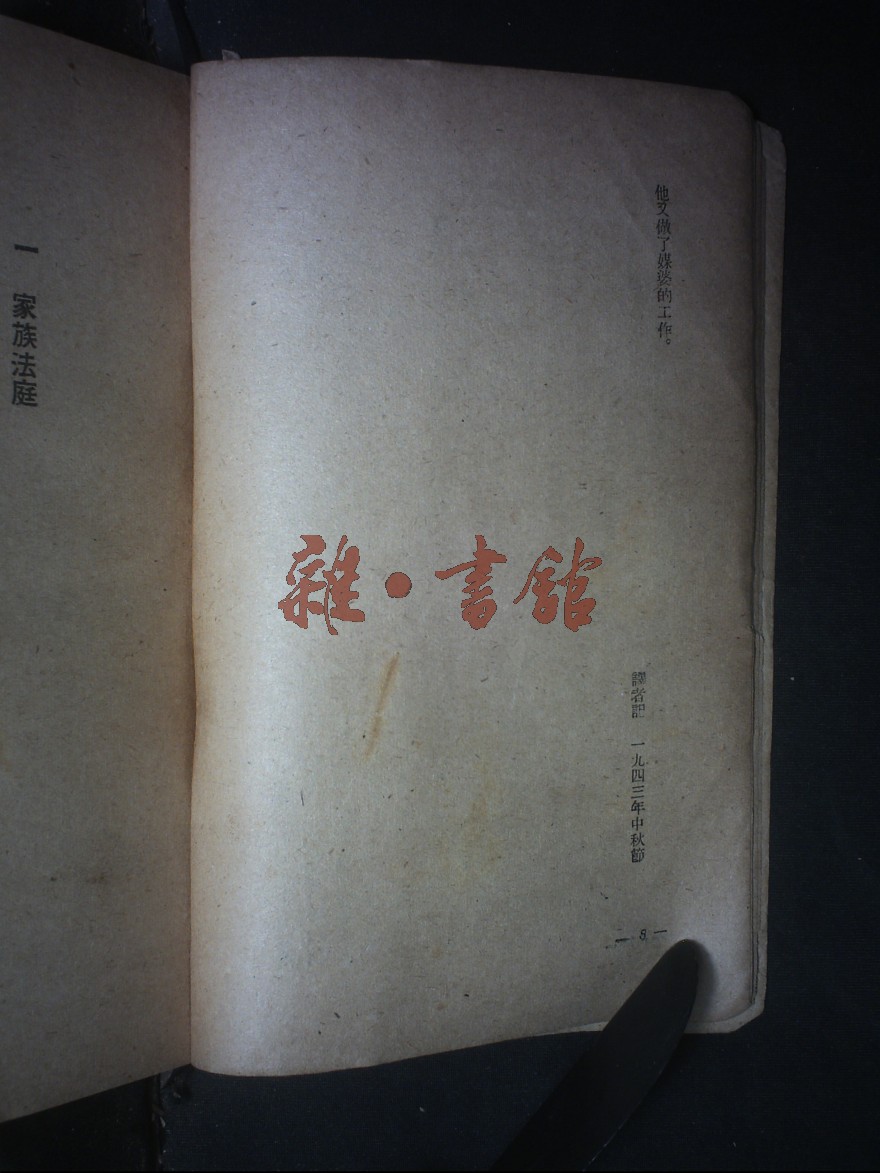 他又做了媒婆的工作。
譯者記 一九四三年中秋節
— 8 —
一 家族法庭
雜·書館